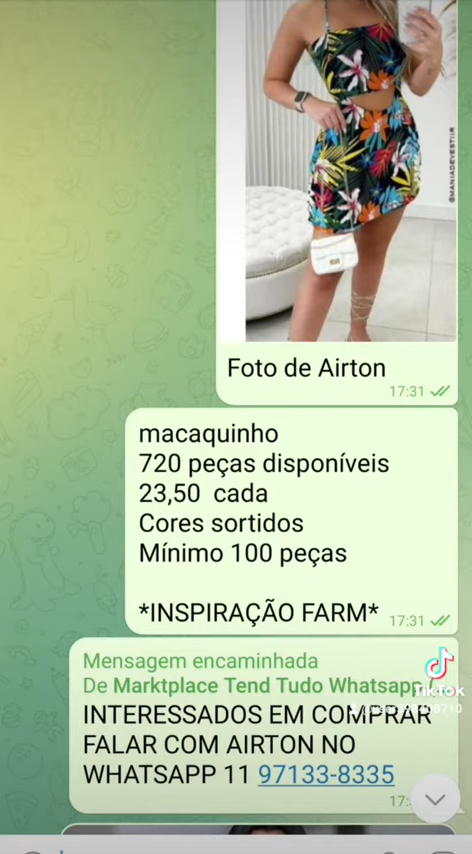 @MANIADEVESTIIR
Foto de Airton
17:31
macaquinho
720 peças disponíveis
23,50 cada
Cores sortidos
Mínimo 100 peças
*INSPIRAÇÃO FARM*
17:31
Mensagem encaminhada
De Marktplace Tend Tudo Whatsapp
TikTok
INTERESSADOS EM COMPRAR
FALAR COM AIRTON NO
WHATSAPP 11 97133-8335